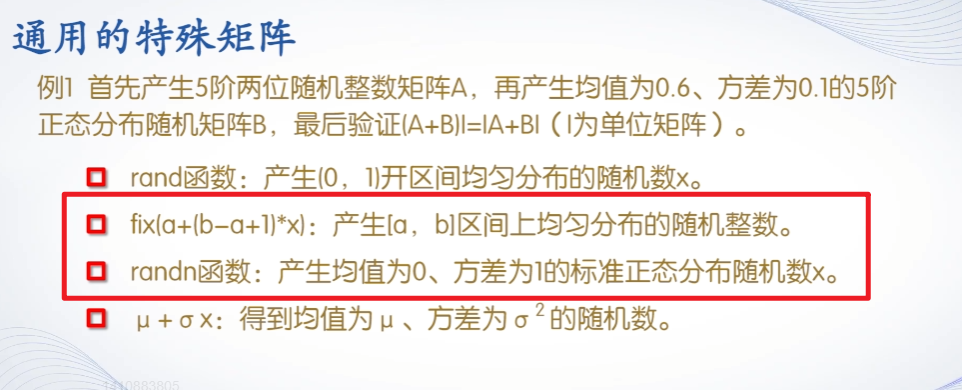 通用的特殊矩阵
例1 首先产生5阶两位随机整数矩阵A，再产生均值为0.6、方差为0.1的5阶
正态分布随机矩阵B，最后验证(A+B)I=IA+BI（I为单位矩阵）。
rand函数：产生(0，1)开区间均匀分布的随机数x。
fix(a+(b-a+1)*x)：产生[a，b]区间上均匀分布的随机整数。
randn函数：产生均值为0、方差为1的标准正态分布随机数x。
μ+σx：得到均值为μ、方差为σ²的随机数。
1410883805